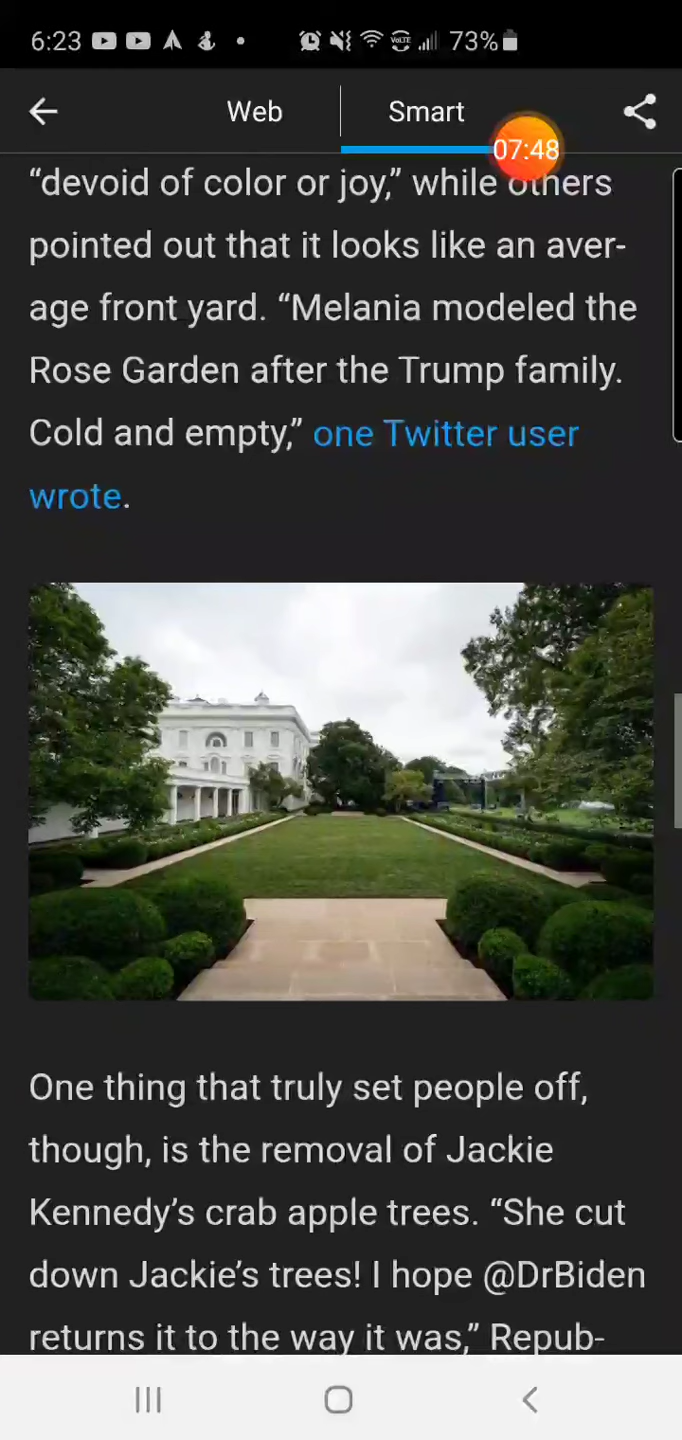 6:23
VoLTE
73%
Web
Smart
07:48
“devoid of color or joy,” while others
pointed out that it looks like an aver-
age front yard. “Melania modeled the
Rose Garden after the Trump family.
Cold and empty,” one Twitter user
wrote.
One thing that truly set people off,
though, is the removal of Jackie
Kennedy’s crab apple trees. “She cut
down Jackie’s trees! I hope @DrBiden
returns it to the way it was,” Repub-